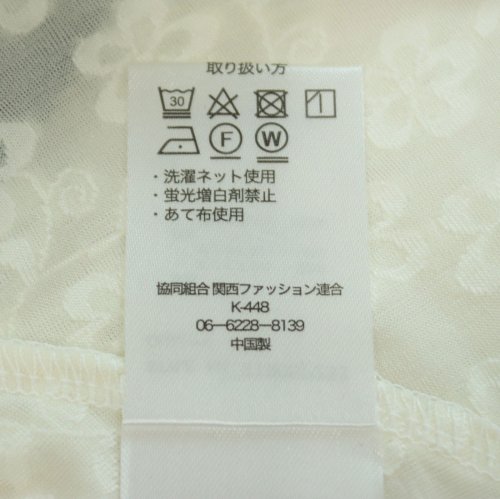 取り扱い方
30
F W
・洗濯ネット使用
・蛍光増白剤禁止
・あて布使用
協同組合 関西ファッション連合
K-448
06-6228-8139
中国製